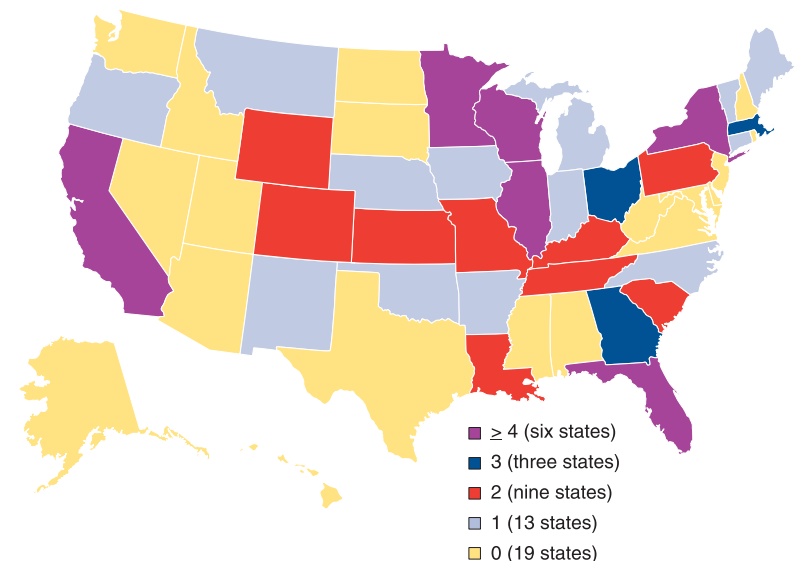 ≥ 4 (six states)
3 (three states)
2 (nine states)
1 (13 states)
0 (19 states)